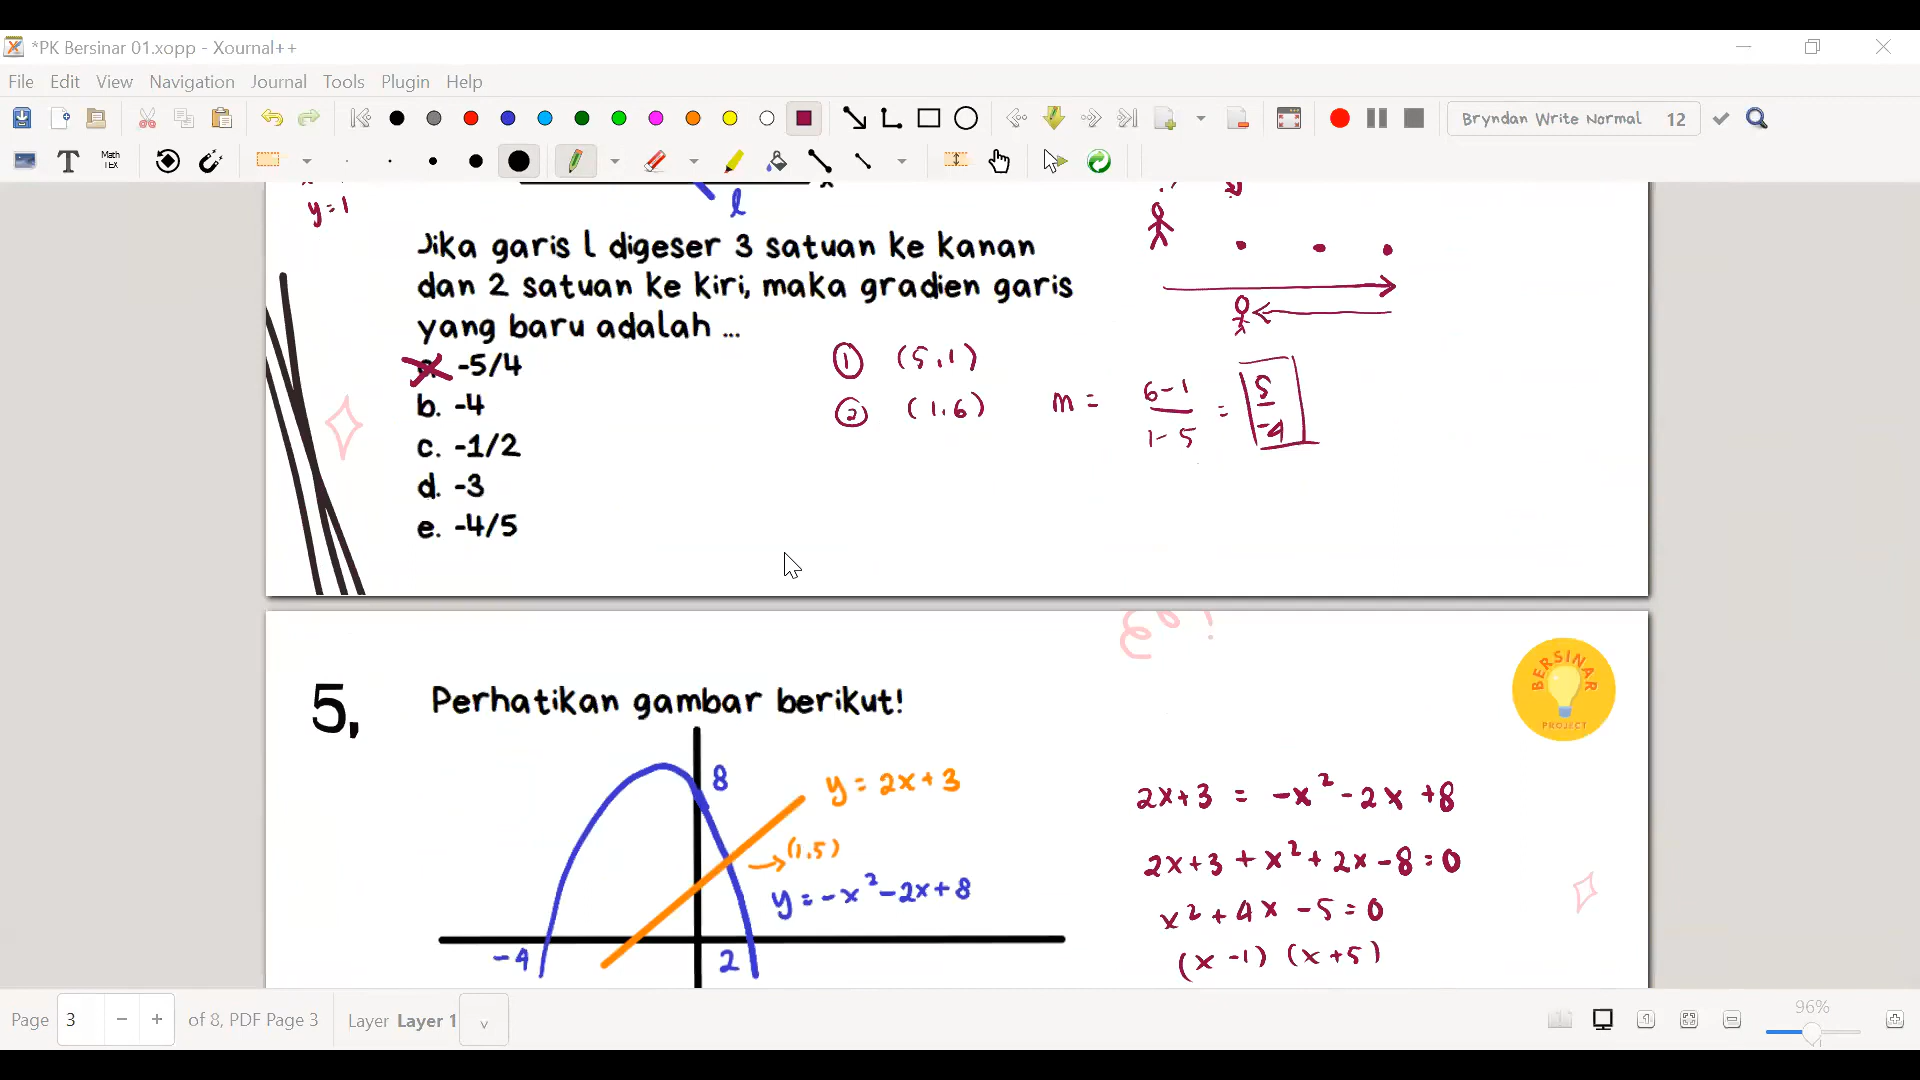 *PK Bersinar 01.xopp - Xournal++
File Edit View Navigation Journal Tools Plugin Help
Bryndan Write Normal 12
T Math TEX
y = 1
l
Jika garis l digeser 3 satuan ke kanan
dan 2 satuan ke kiri, maka gradien garis
yang baru adalah ...
-5/4
b. -4
c. -1/2
d. -3
e. -4/5
1 (5,1)
2 (1,6)
m = 6-1 / 1-5 = 5 / -4
5,
Perhatikan gambar berikut!
BERSINAR
PROJECT
8
y = 2x+3
(1,5)
y = -x²-2x+8
-4
2
2x+3 = -x²-2x+8
2x+3+x²+2x-8=0
x²+4x-5=0
(x-1) (x+5)
Page 3 of 8, PDF Page 3 Layer Layer 1
96%